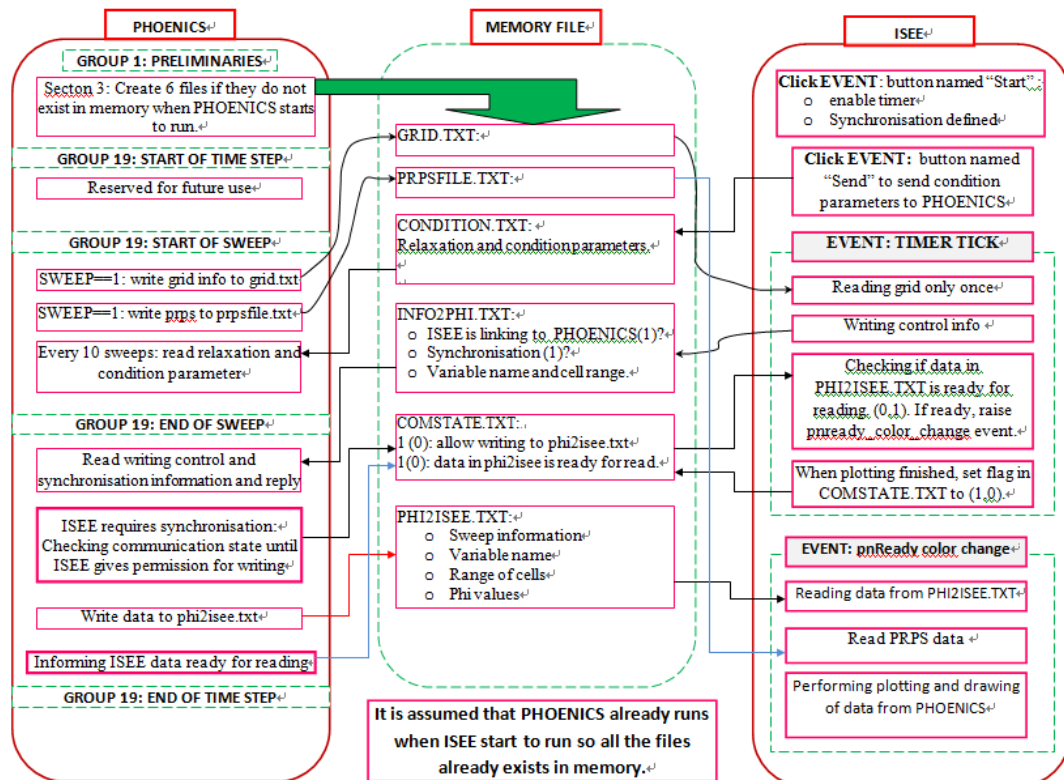 PHOENICS
GROUP 1: PRELIMINARIES
Secton 3: Create 6 files if they do not
exist in memory when PHOENICS starts
to run.
GROUP 19: START OF TIME STEP
Reserved for future use
GROUP 19: START OF SWEEP
SWEEP==1: write grid info to grid.txt
SWEEP==1: write prps to prpsfile.txt
Every 10 sweeps: read relaxation and
condition parameter
GROUP 19: END OF SWEEP
Read writing control and
synchronisation information and reply
ISEE requires synchronisation:
Checking communication state until
ISEE gives permission for writing
Write data to phi2isee.txt
Informing ISEE data ready for reading
GROUP 19: END OF TIME STEP
MEMORY FILE
GRID.TXT:
PRPSFILE.TXT:
CONDITION.TXT:
Relaxation and condition parameters.
INFO2PHI.TXT:
o ISEE is linking to PHOENICS(1)?
o Synchronisation (1)?
o Variable name and cell range.
COMSTATE.TXT:
1 (0): allow writing to phi2isee.txt
1(0): data in phi2isee is ready for read.
PHI2ISEE.TXT:
o Sweep information
o Variable name
o Range of cells
o Phi values
It is assumed that PHOENICS already runs
when ISEE start to run so all the files
already exists in memory.
ISEE
Click EVENT: button named “Start”:
o enable timer
o Synchronisation defined
Click EVENT: button named
“Send” to send condition
parameters to PHOENICS
EVENT: TIMER TICK
Reading grid only once
Writing control info
Checking if data in
PHI2ISEE.TXT is ready for
reading, (0,1). If ready, raise
pnready_color_change event.
When plotting finished, set flag in
COMSTATE.TXT to (1,0).
EVENT: pnReady color change
Reading data from PHI2ISEE.TXT
Read PRPS data
Performing plotting and drawing
of data from PHOENICS